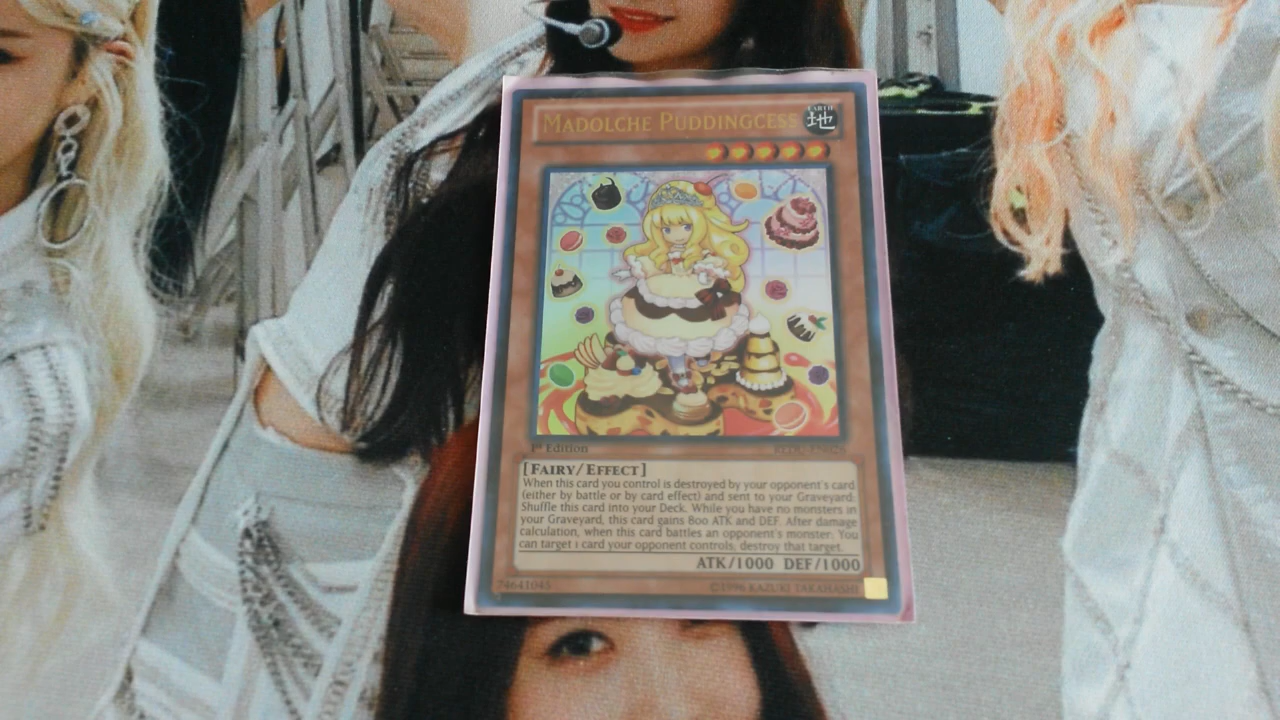 MADOLCHE PUDDINGCESS
EARTH
地
1st Edition
REDU-EN026
[FAIRY/EFFECT]
When this card you control is destroyed by your opponent's card
(either by battle or by card effect) and sent to your Graveyard:
Shuffle this card into your Deck. While you have no monsters in
your Graveyard, this card gains 800 ATK and DEF. After damage
calculation, when this card battles an opponent's monster: You
can target 1 card your opponent controls; destroy that target.
ATK/1000 DEF/1000
74641045
©1996 KAZUKI TAKAHASHI